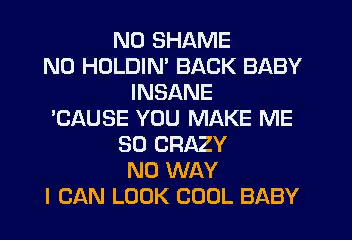 NO SHAME
NO HOLDIN' BACK BABY
INSANE
'CAUSE YOU MAKE ME
SO CRAZY
NO WAY
I CAN LOOK COOL BABY